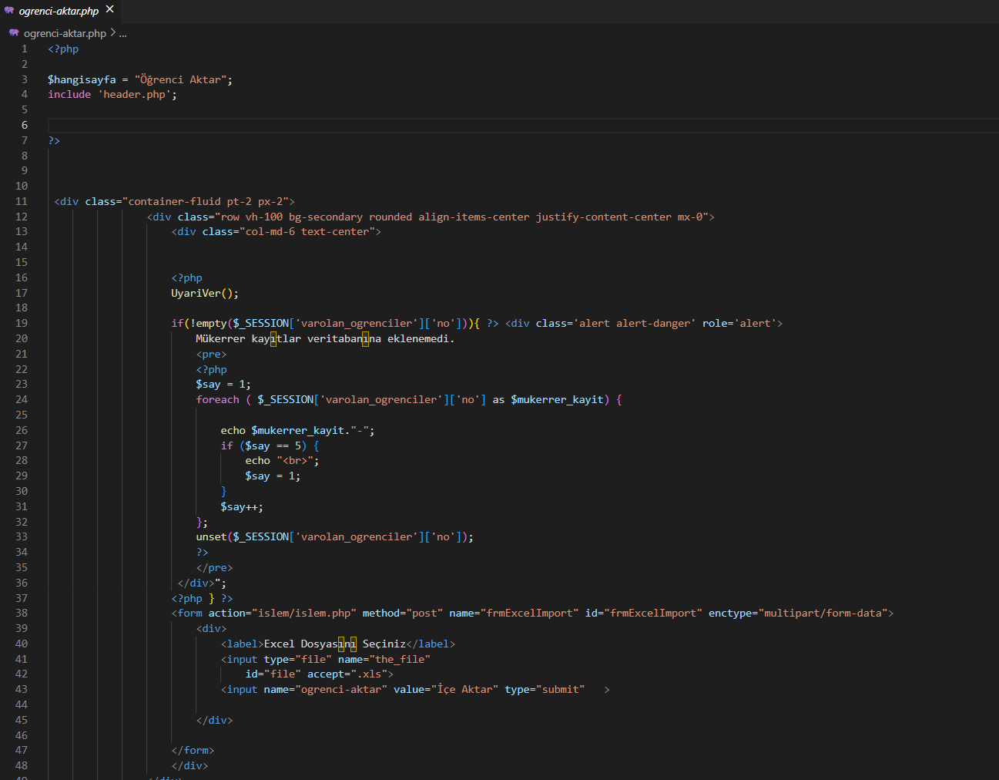 ogrenci-aktar.php ×
ogrenci-aktar.php > ...
1 <?php
2
3 $hangisayfa = "Öğrenci Aktar";
4 include 'header.php';
5
6
7 ?>
8
9
10
11 <div class="container-fluid pt-2 px-2">
12 <div class="row vh-100 bg-secondary rounded align-items-center justify-content-center mx-0">
13 <div class="col-md-6 text-center">
14
15
16 <?php
17 UyariVer();
18
19 if(!empty($_SESSION['varolan_ogrenciler']['no'])){ ?> <div class='alert alert-danger' role='alert'>
20 Mükerrer kayıtlar veritabanına eklenemedi.
21 <pre>
22 <?php
23 $say = 1;
24 foreach ( $_SESSION['varolan_ogrenciler']['no'] as $mukerrer_kayit) {
25
26 echo $mukerrer_kayit."-";
27 if ($say == 5) {
28 echo "<br>";
29 $say = 1;
30 }
31 $say++;
32 };
33 unset($_SESSION['varolan_ogrenciler']['no']);
34 ?>
35 </pre>
36 </div>";
37 <?php } ?>
38 <form action="islem/islem.php" method="post" name="frmExcelImport" id="frmExcelImport" enctype="multipart/form-data">
39 <div>
40 <label>Excel Dosyasını Seçiniz</label>
41 <input type="file" name="the_file"
42 id="file" accept=".xls">
43 <input name="ogrenci-aktar" value="İçe Aktar" type="submit" >
44
45 </div>
46
47 </form>
48 </div>
49 </div>